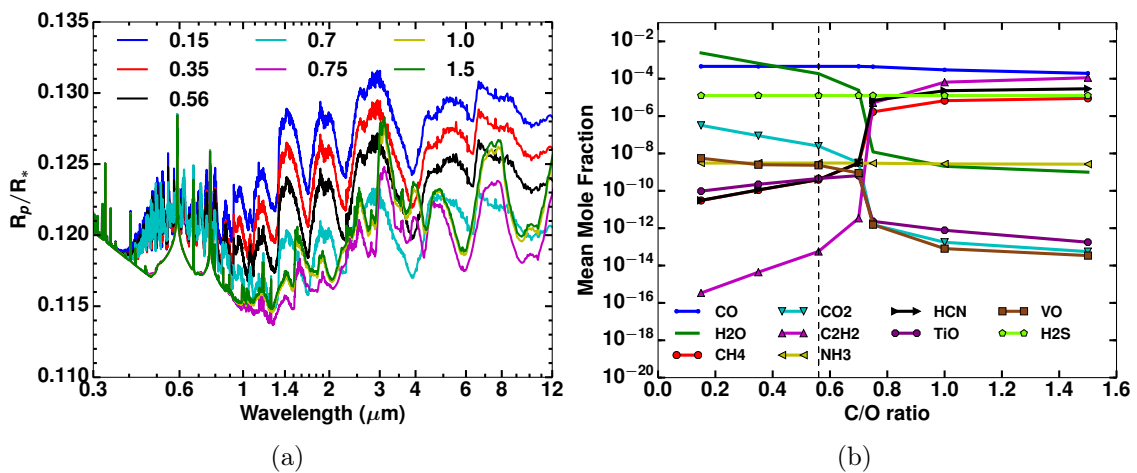 0.135
0.130
0.125
0.120
0.115
0.110
R_p/R_*
0.15 0.7 1.0
0.35 0.75 1.5
0.56
0.3 0.6 1 1.4 2 3 4 5 6 8 12
Wavelength (μm)
(a)
10^−2
10^−4
10^−6
10^−8
10^−10
10^−12
10^−14
10^−16
10^−18
10^−20
Mean Mole Fraction
CO CO2 HCN VO
H2O C2H2 TiO H2S
CH4 NH3
0.0 0.2 0.4 0.6 0.8 1.0 1.2 1.4 1.6
C/O ratio
(b)